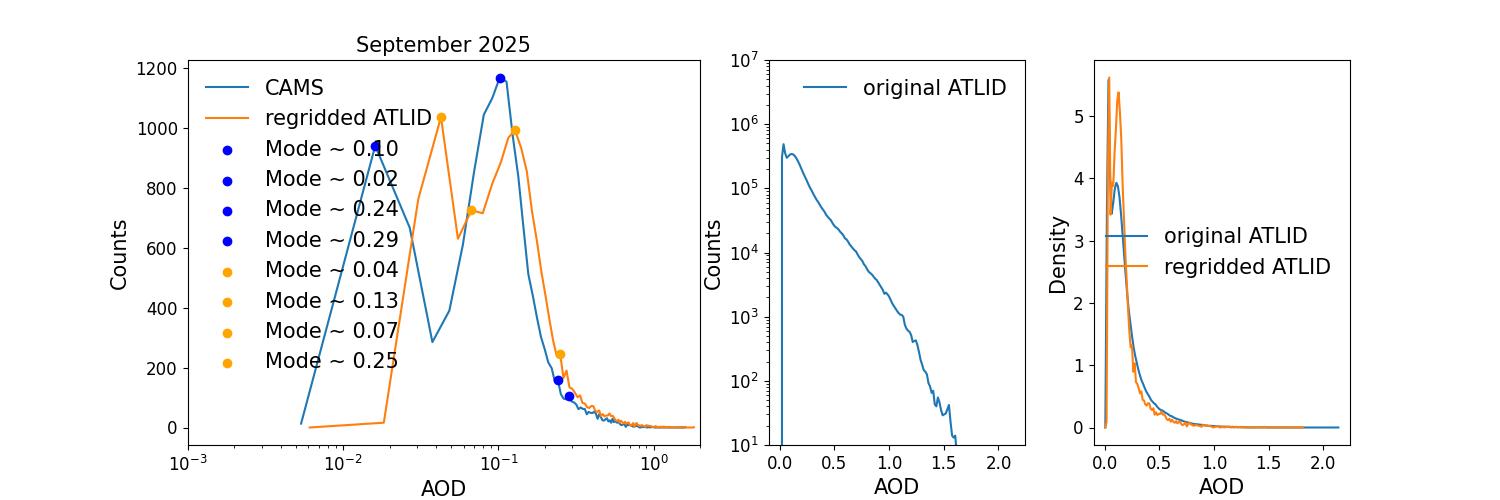 September 2025
CAMS
regridded ATLID
Mode ~ 0.10
Mode ~ 0.02
Mode ~ 0.24
Mode ~ 0.29
Mode ~ 0.04
Mode ~ 0.13
Mode ~ 0.07
Mode ~ 0.25
Counts
1200
1000
800
600
400
200
0
10⁻³
10⁻²
10⁻¹
10⁰
AOD
original ATLID
Counts
10⁷
10⁶
10⁵
10⁴
10³
10²
10¹
0.0
0.5
1.0
1.5
2.0
AOD
original ATLID
regridded ATLID
Density
5
4
3
2
1
0
0.0
0.5
1.0
1.5
2.0
AOD